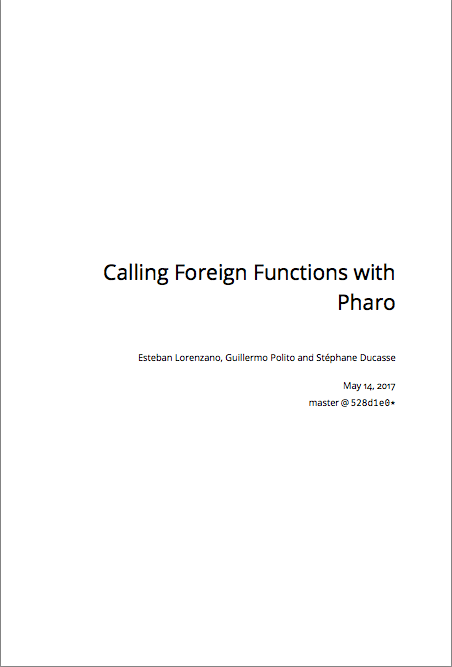 Calling Foreign Functions with
Pharo
Esteban Lorenzano, Guillermo Polito and Stéphane Ducasse
May 14, 2017
master @ 528d1e0*